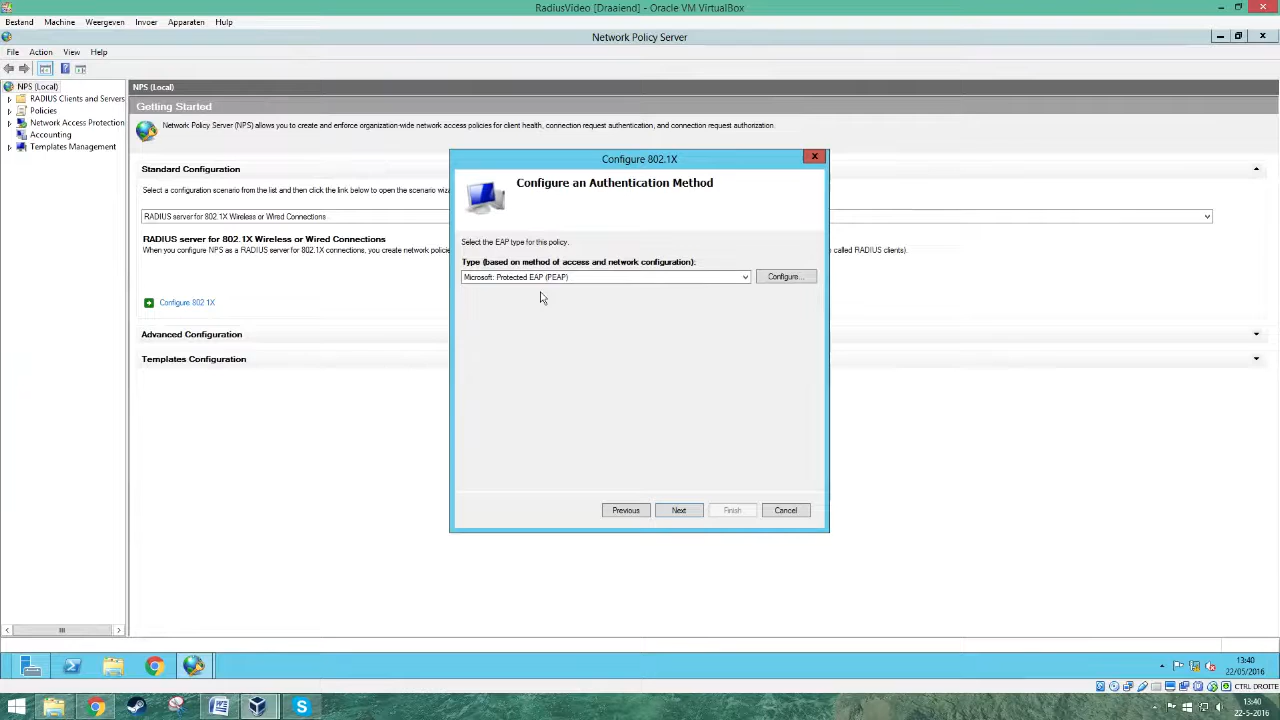 RadiusVideo [Draaiend] - Oracle VM VirtualBox
Bestand Machine Weergeven Invoer Apparaten Help
Network Policy Server
File Action View Help
NPS (Local)
RADIUS Clients and Servers
Policies
Network Access Protection
Accounting
Templates Management
NPS (Local)
Getting Started
Network Policy Server (NPS) allows you to create and enforce organization-wide network access policies for client health, connection request authentication, and connection request authorization.
Standard Configuration
Select a configuration scenario from the list and then click the link below to open the scenario wiz
RADIUS server for 802.1X Wireless or Wired Connections
RADIUS server for 802.1X Wireless or Wired Connections
When you configure NPS as a RADIUS server for 802.1X connections, you create network polici
called RADIUS clients).
Configure 802.1X
Advanced Configuration
Templates Configuration
Configure 802.1X
Configure an Authentication Method
Select the EAP type for this policy.
Type (based on method of access and network configuration):
Microsoft: Protected EAP (PEAP)
Configure...
Previous Next Finish Cancel
13:40
22/05/2016
CTRL DROITE
13:40
22-5-2016